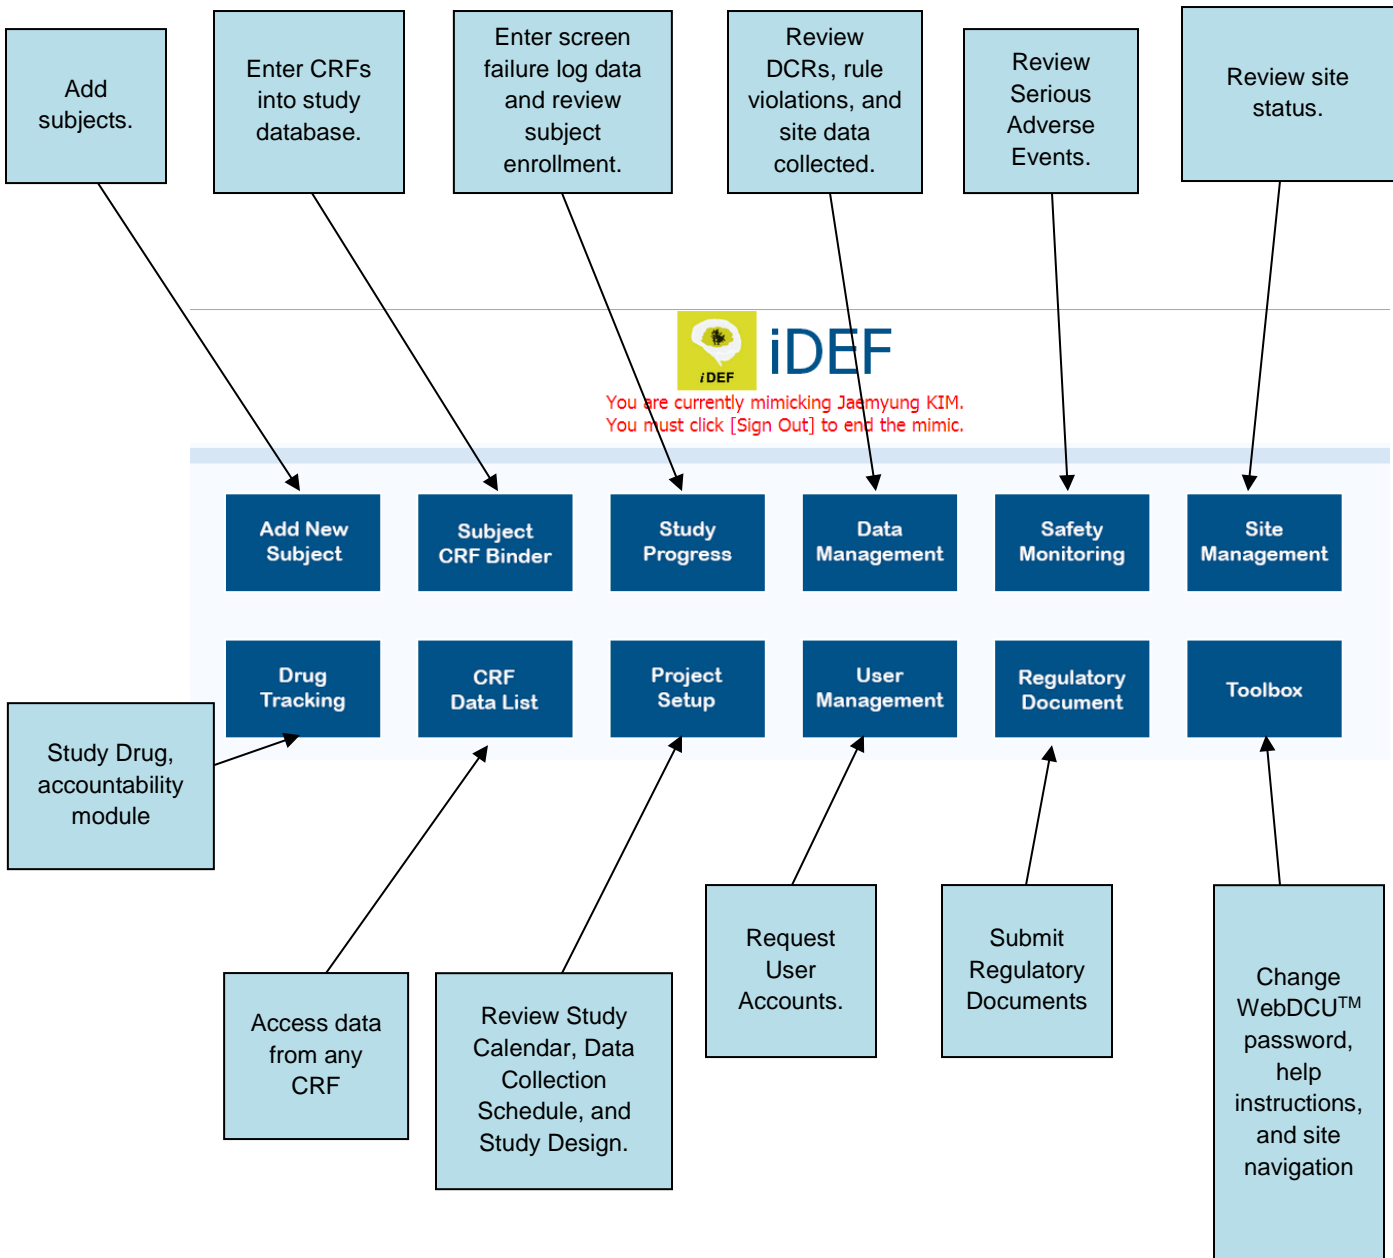 Add
subjects.
Enter CRFs
into study
database.
Enter screen
failure log data
and review
subject
enrollment.
Review
DCRs, rule
violations, and
site data
collected.
Review
Serious
Adverse
Events.
Review site
status.
iDEF
iDEF
You are currently mimicking Jaemyung KIM.
You must click [Sign Out] to end the mimic.
Add New
Subject
Subject
CRF Binder
Study
Progress
Data
Management
Safety
Monitoring
Site
Management
Drug
Tracking
CRF
Data List
Project
Setup
User
Management
Regulatory
Document
Toolbox
Study Drug,
accountability
module
Access data
from any
CRF
Review Study
Calendar, Data
Collection
Schedule, and
Study Design.
Request
User
Accounts.
Submit
Regulatory
Documents
Change
WebDCU™
password,
help
instructions,
and site
navigation